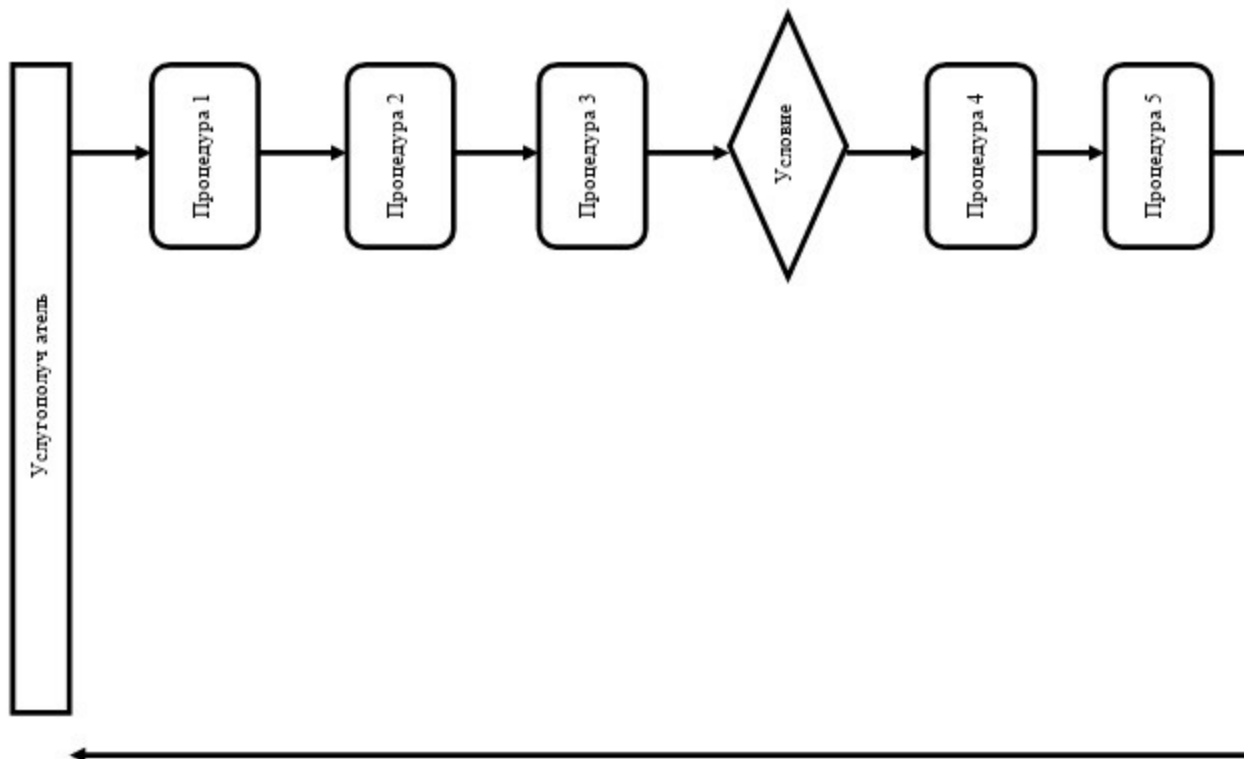 Услугополуч атель
Процедура 1
Процедура 2
Процедура 3
Условие
Процедура 4
Процедура 5